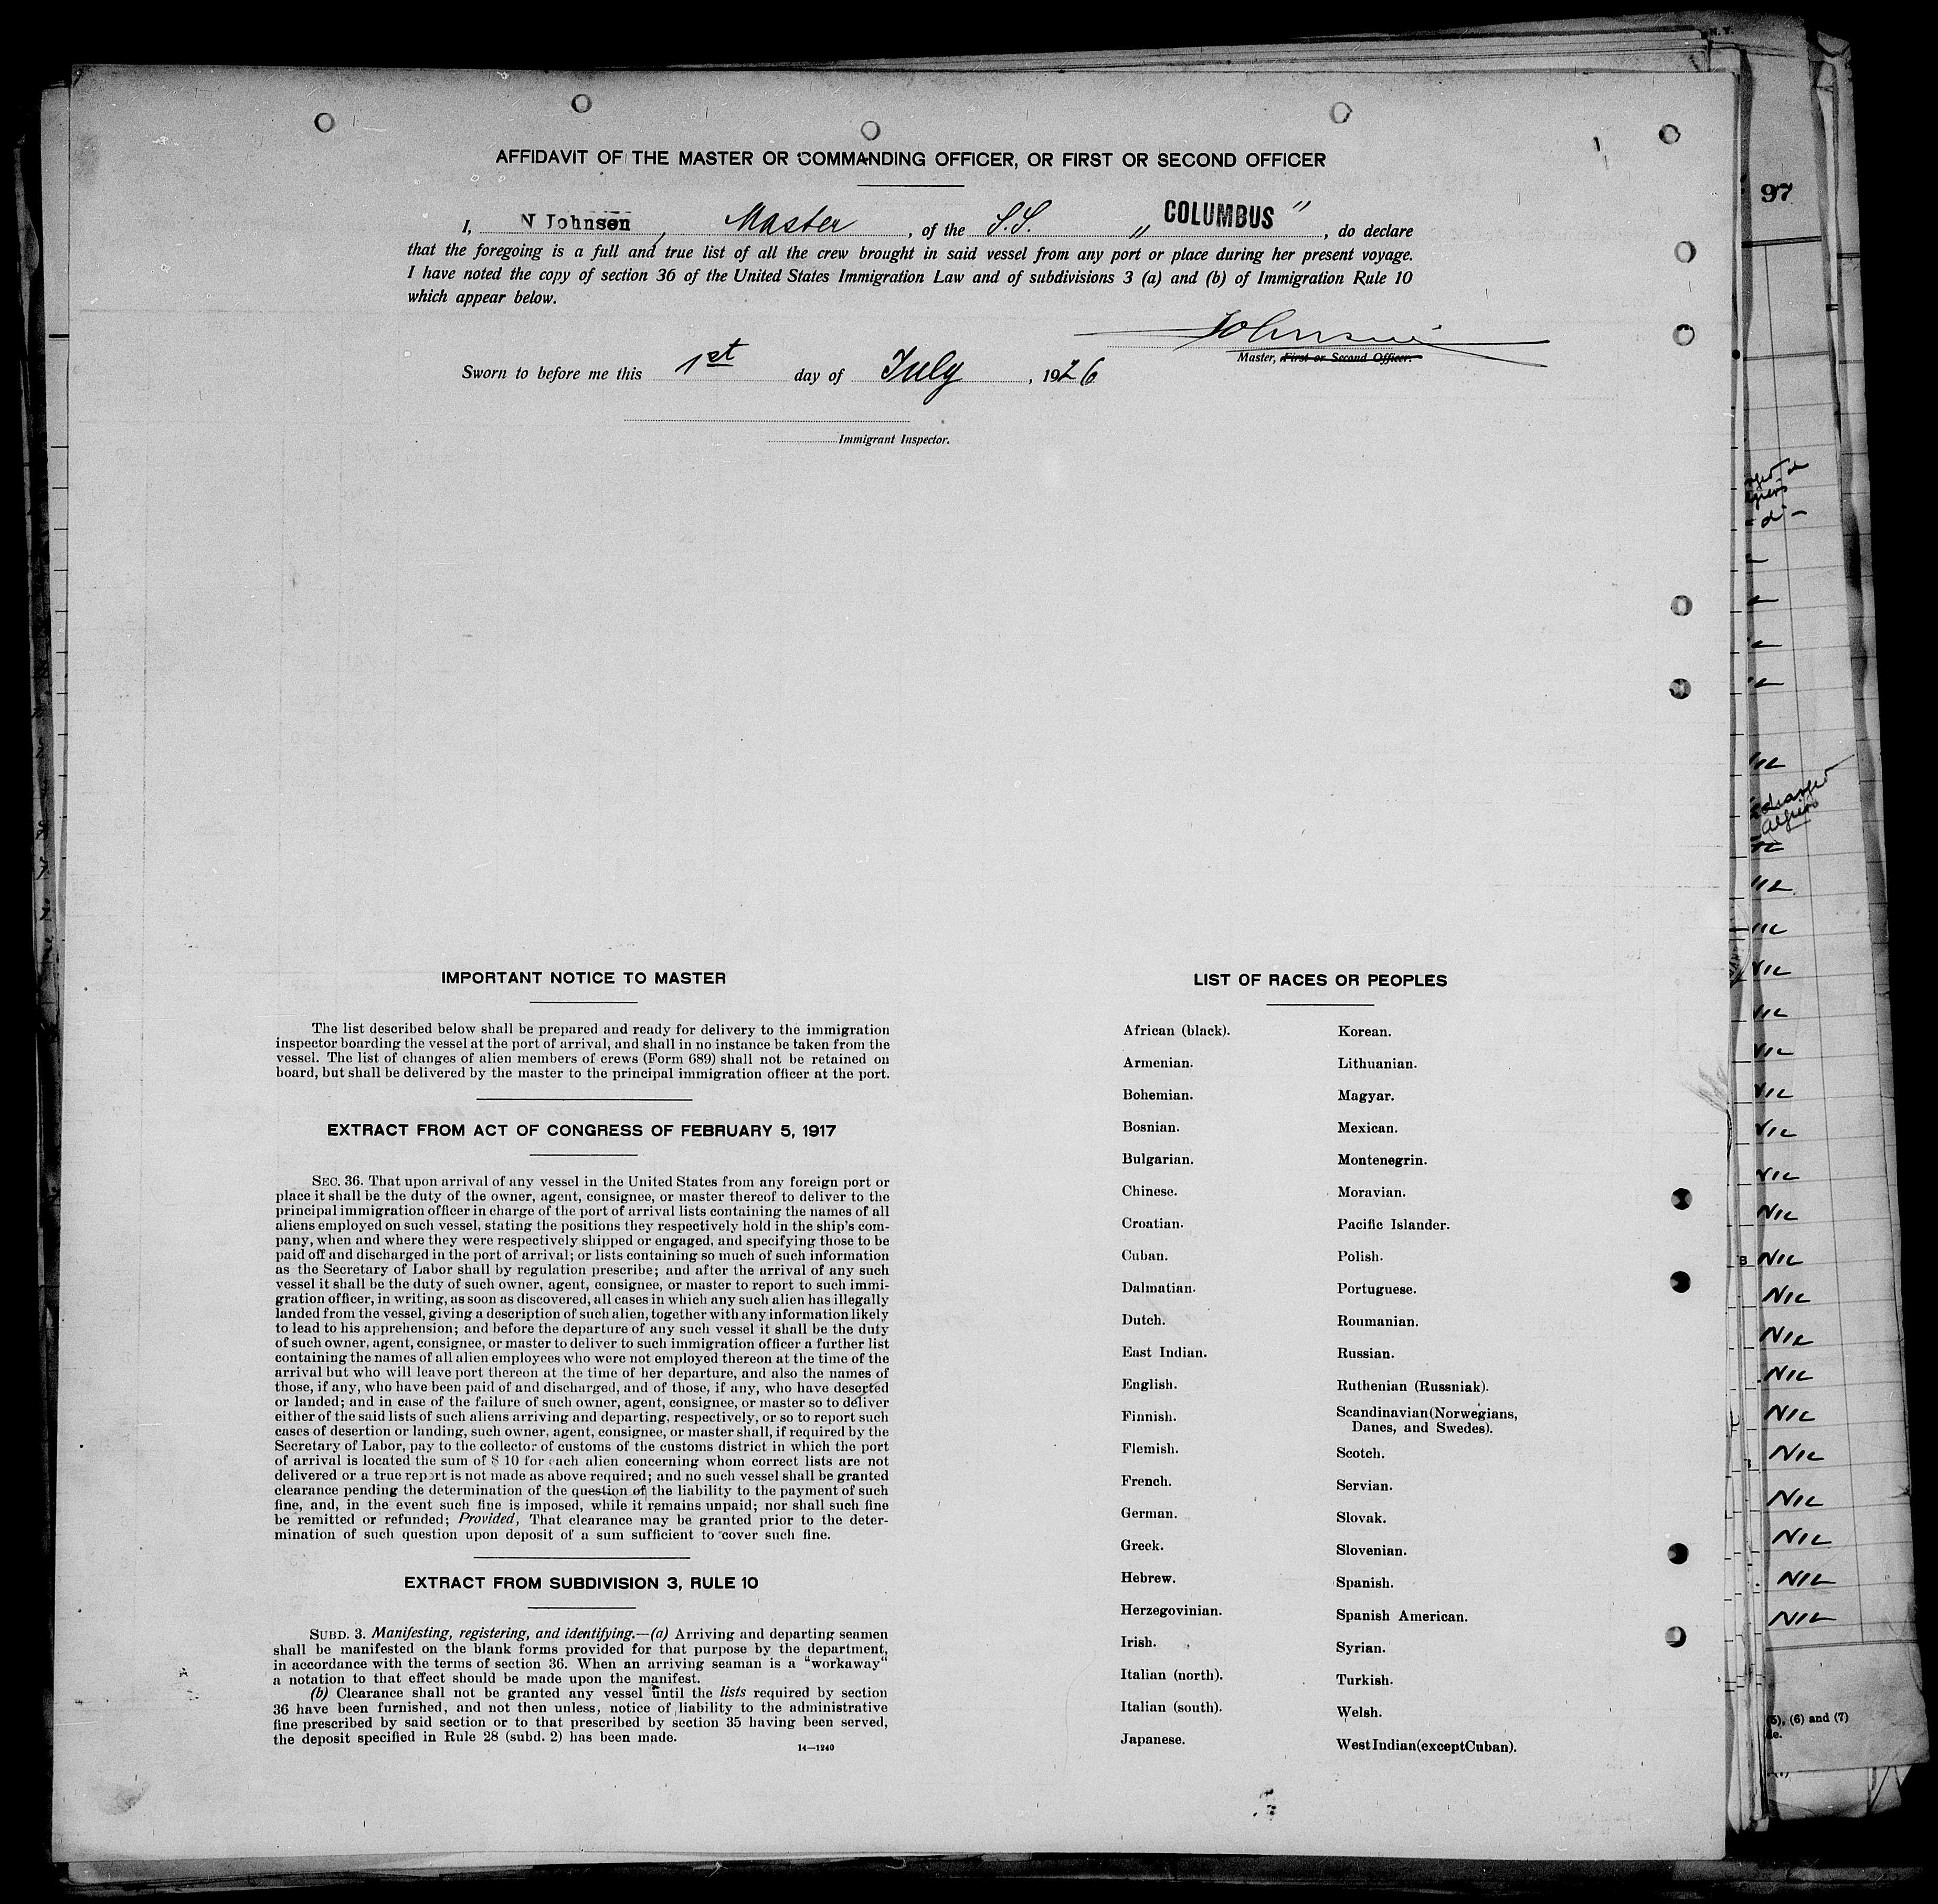 N.Y.
97
AFFIDAVIT OF THE MASTER OR COMMANDING OFFICER, OR FIRST OR SECOND OFFICER
I, N Johnsen, Master, of the S.S. "COLUMBUS", do declare
that the foregoing is a full and true list of all the crew brought in said vessel from any port or place during her present voyage.
I have noted the copy of section 36 of the United States Immigration Law and of subdivisions 3 (a) and (b) of Immigration Rule 10
which appear below.
Johnsen
Master, First or Second Officer.
Sworn to before me this 1st day of July, 1926
Immigrant Inspector.
IMPORTANT NOTICE TO MASTER
The list described below shall be prepared and ready for delivery to the immigration
inspector boarding the vessel at the port of arrival, and shall in no instance be taken from the
vessel. The list of changes of alien members of crews (Form 689) shall not be retained on
board, but shall be delivered by the master to the principal immigration officer at the port.
EXTRACT FROM ACT OF CONGRESS OF FEBRUARY 5, 1917
SEC. 36. That upon arrival of any vessel in the United States from any foreign port or
place it shall be the duty of the owner, agent, consignee, or master thereof to deliver to the
principal immigration officer in charge of the port of arrival lists containing the names of all
aliens employed on such vessel, stating the positions they respectively hold in the ship's com-
pany, when and where they were respectively shipped or engaged, and specifying those to be
paid off and discharged in the port of arrival; or lists containing so much of such information
as the Secretary of Labor shall by regulation prescribe; and after the arrival of any such
vessel it shall be the duty of such owner, agent, consignee, or master to report to such immi-
gration officer, in writing, as soon as discovered, all cases in which any such alien has illegally
landed from the vessel, giving a description of such alien, together with any information likely
to lead to his apprehension; and before the departure of any such vessel it shall be the duty
of such owner, agent, consignee, or master to deliver to such immigration officer a further list
containing the names of all alien employees who were not employed thereon at the time of the
arrival but who will leave port thereon at the time of her departure, and also the names of
those, if any, who have been paid of and discharged, and of those, if any, who have deserted
or landed; and in case of the failure of such owner, agent, consignee, or master so to deliver
either of the said lists of such aliens arriving and departing, respectively, or so to report such
cases of desertion or landing, such owner, agent, consignee, or master shall, if required by the
Secretary of Labor, pay to the collector of customs of the customs district in which the port
of arrival is located the sum of $ 10 for each alien concerning whom correct lists are not
delivered or a true report is not made as above required; and no such vessel shall be granted
clearance pending the determination of the question of the liability to the payment of such
fine, and, in the event such fine is imposed, while it remains unpaid; nor shall such fine
be remitted or refunded; Provided, That clearance may be granted prior to the deter-
mination of such question upon deposit of a sum sufficient to cover such fine.
EXTRACT FROM SUBDIVISION 3, RULE 10
SUBD. 3. Manifesting, registering, and identifying.—(a) Arriving and departing seamen
shall be manifested on the blank forms provided for that purpose by the department,
in accordance with the terms of section 36. When an arriving seaman is a "workaway"
a notation to that effect should be made upon the manifest.
(b) Clearance shall not be granted any vessel until the lists required by section
36 have been furnished, and not then unless, notice of liability to the administrative
fine prescribed by said section or to that prescribed by section 35 having been served,
the deposit specified in Rule 28 (subd. 2) has been made.
14—1240
LIST OF RACES OR PEOPLES
African (black).
Armenian.
Bohemian.
Bosnian.
Bulgarian.
Chinese.
Croatian.
Cuban.
Dalmatian.
Dutch.
East Indian.
English.
Finnish.
Flemish.
French.
German.
Greek.
Hebrew.
Herzegovinian.
Irish.
Italian (north).
Italian (south).
Japanese.
Korean.
Lithuanian.
Magyar.
Mexican.
Montenegrin.
Moravian.
Pacific Islander.
Polish.
Portuguese.
Roumanian.
Russian.
Ruthenian (Russniak).
Scandinavian (Norwegians,
Danes, and Swedes).
Scotch.
Servian.
Slovak.
Slovenian.
Spanish.
Spanish American.
Syrian.
Turkish.
Welsh.
West Indian (except Cuban).
NIL
NIL
NIL
NIL
NIL
NIL
NIL
NIL
NIL
NIL
NIL
(5), (6) and (7)